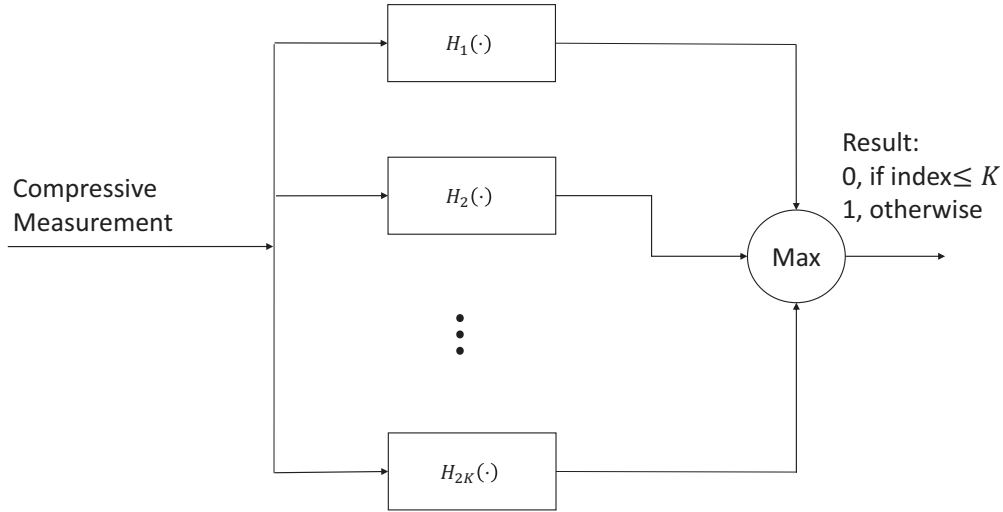 H₁(·)
Compressive
Measurement
H₂(·)
Result:
0, if index≤ K
1, otherwise
Max
H₂ₖ(·)